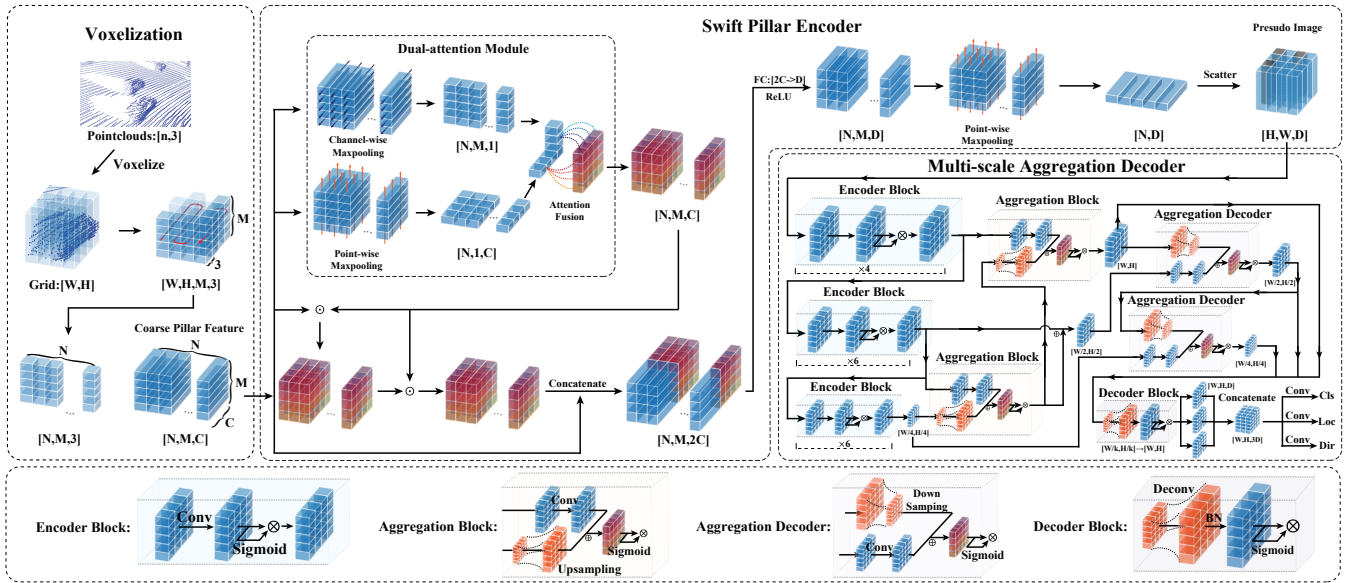 Voxelization
Pointclouds:[n,3]
Voxelize
Grid:[W,H]
M
3
[W,H,M,3]
N
...
[N,M,3]
Coarse Pillar Feature
N
M
C
...
[N,M,C]
Swift Pillar Encoder
Dual-attention Module
...
Channel-wise
Maxpooling
...
[N,M,1]
...
Point-wise
Maxpooling
...
[N,1,C]
Attention
Fusion
...
[N,M,C]
...
...
Concatenate
...
[N,M,2C]
FC:[2C->D]
ReLU
...
[N,M,D]
...
Point-wise
Maxpooling
[N,D]
Scatter
Presudo Image
[H,W,D]
Multi-scale Aggregation Decoder
Encoder Block
×4
Encoder Block
×6
Encoder Block
×6
[W/4,H/4]
Aggregation Block
[W,H]
Aggregation Block
[W/2,H/2]
Aggregation Decoder
[W/2,H/2]
Aggregation Decoder
[W/4,H/4]
Decoder Block
[W/k,H/k]→[W,H]
[W,H,D]
Concatenate
[W,H,3D]
Conv
Cls
Conv
Loc
Conv
Dir
Encoder Block:
Conv
Sigmoid
Aggregation Block:
Conv
Upsampling
Sigmoid
Aggregation Decoder:
Down
Samping
Conv
Sigmoid
Decoder Block:
Deconv
BN
Sigmoid